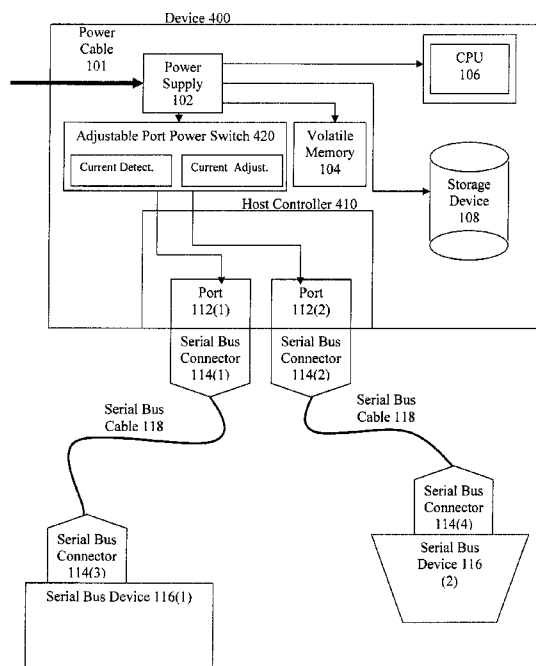 Device 400
Power
Cable
101
Power
Supply
102
CPU
106
Adjustable Port Power Switch 420
Current Detect.
Current Adjust.
Volatile
Memory
104
Storage
Device
108
Host Controller 410
Port
112(1)
Port
112(2)
Serial Bus
Connector
114(1)
Serial Bus
Connector
114(2)
Serial Bus
Cable 118
Serial Bus
Cable 118
Serial Bus
Connector
114(3)
Serial Bus
Connector
114(4)
Serial Bus Device 116(1)
Serial Bus
Device 116
(2)